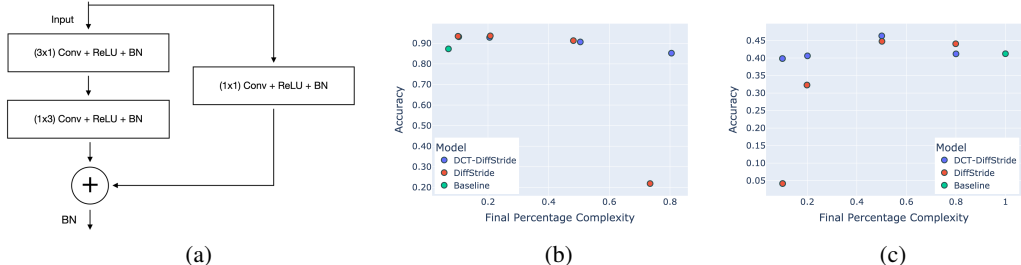 Input
(3x1) Conv + ReLU + BN
(1x1) Conv + ReLU + BN
(1x3) Conv + ReLU + BN
+
BN
(a)
Accuracy
0.90
0.80
0.70
0.60
0.50
0.40
0.30
0.20
Model
DCT-DiffStride
DiffStride
Baseline
0.2
0.4
0.6
0.8
Final Percentage Complexity
(b)
Accuracy
0.45
0.40
0.35
0.30
0.25
0.20
0.15
0.10
0.05
Model
DCT-DiffStride
DiffStride
Baseline
0.2
0.4
0.6
0.8
1
Final Percentage Complexity
(c)